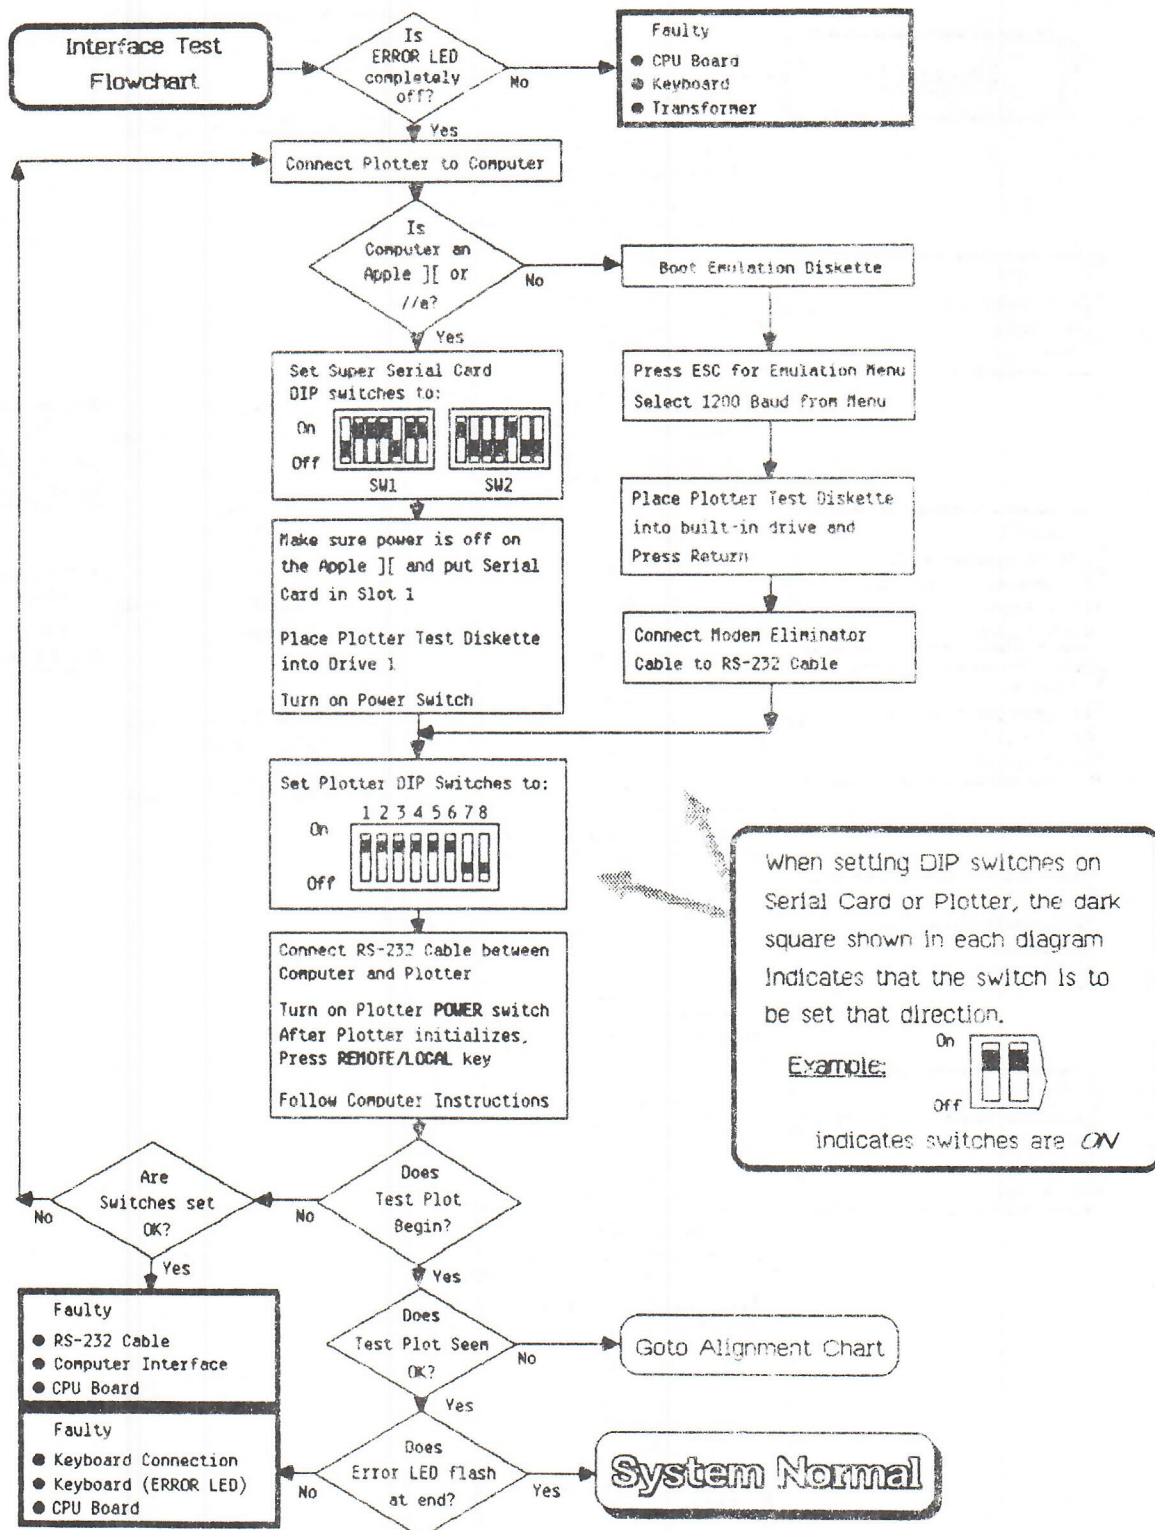 Interface Test
Flowchart
Is
ERROR LED
completely
off?
No
Yes
Faulty
● CPU Board
● Keyboard
● Transformer
Connect Plotter to Computer
Is
Computer an
Apple ][ or
//e?
No
Yes
Boot Emulation Diskette
Set Super Serial Card
DIP switches to:
On
Off
SW1
SW2
Press ESC for Emulation Menu
Select 1200 Baud from Menu
Make sure power is off on
the Apple ][ and put Serial
Card in Slot 1
Place Plotter Test Diskette
into Drive 1
Turn on Power Switch
Place Plotter Test Diskette
into built-in drive and
Press Return
Connect Modem Eliminator
Cable to RS-232 Cable
Set Plotter DIP Switches to:
1 2 3 4 5 6 7 8
On
Off
When setting DIP switches on
Serial Card or Plotter, the dark
square shown in each diagram
indicates that the switch is to
be set that direction.
On
Example:
Off
indicates switches are ON
Connect RS-232 Cable between
Computer and Plotter
Turn on Plotter POWER switch
After Plotter initializes,
Press REMOTE/LOCAL key
Follow Computer Instructions
Does
Test Plot
Begin?
No
Yes
Are
Switches set
OK?
No
Yes
Faulty
● RS-232 Cable
● Computer Interface
● CPU Board
Does
Test Plot Seem
OK?
No
Yes
Goto Alignment Chart
Does
Error LED flash
at end?
No
Yes
Faulty
● Keyboard Connection
● Keyboard (ERROR LED)
● CPU Board
System Normal